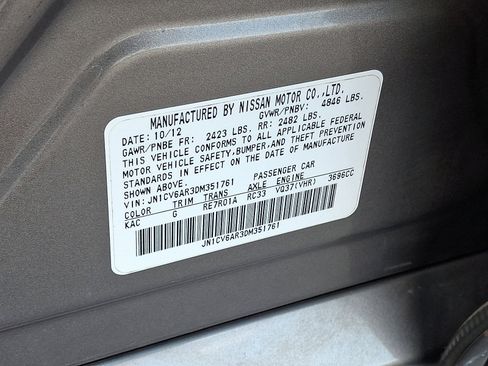 MANUFACTURED BY NISSAN MOTOR CO.,LTD.
DATE: 10/12 GVWR/PNBV: 4846 LBS.
GAWR/PNBE FR: 2423 LBS. RR: 2482 LBS.
THIS VEHICLE CONFORMS TO ALL APPLICABLE FEDERAL
MOTOR VEHICLE SAFETY,BUMPER,AND THEFT PREVENTION
STANDARDS IN EFFECT ON THE DATE OF MANUFACTURE
SHOWN ABOVE.
VIN: JN1CV6AR3DM351761 PASSENGER CAR
COLOR TRIM TRANS AXLE ENGINE
KAC G RE7R01A RC33 VQ37(VHR) 3696CC
JN1CV6AR3DM351761